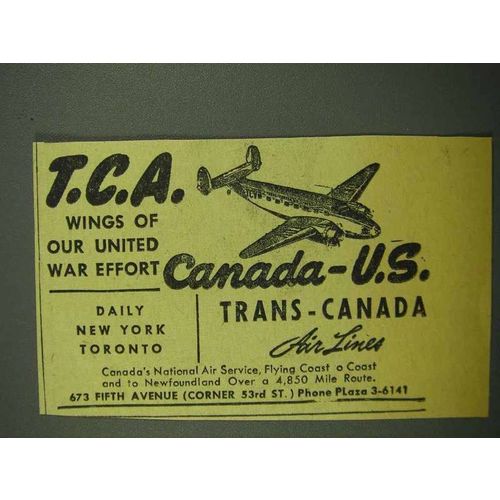 T.C.A.
WINGS OF
OUR UNITED
WAR EFFORT
Canada-U.S.
DAILY
NEW YORK
TORONTO
TRANS-CANADA
Air Lines
Canada's National Air Service, Flying Coast o Coast
and to Newfoundland Over a 4,850 Mile Route.
673 FIFTH AVENUE (CORNER 53rd ST.) Phone Plaza 3-6141